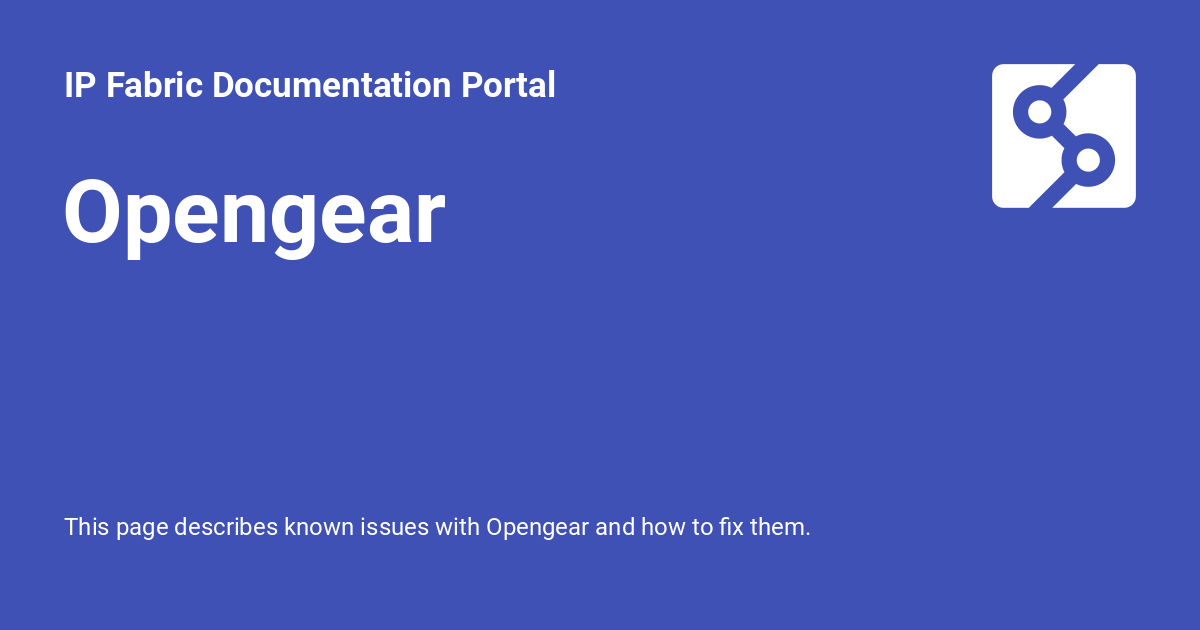 IP Fabric Documentation Portal
Opengear
This page describes known issues with Opengear and how to fix them.